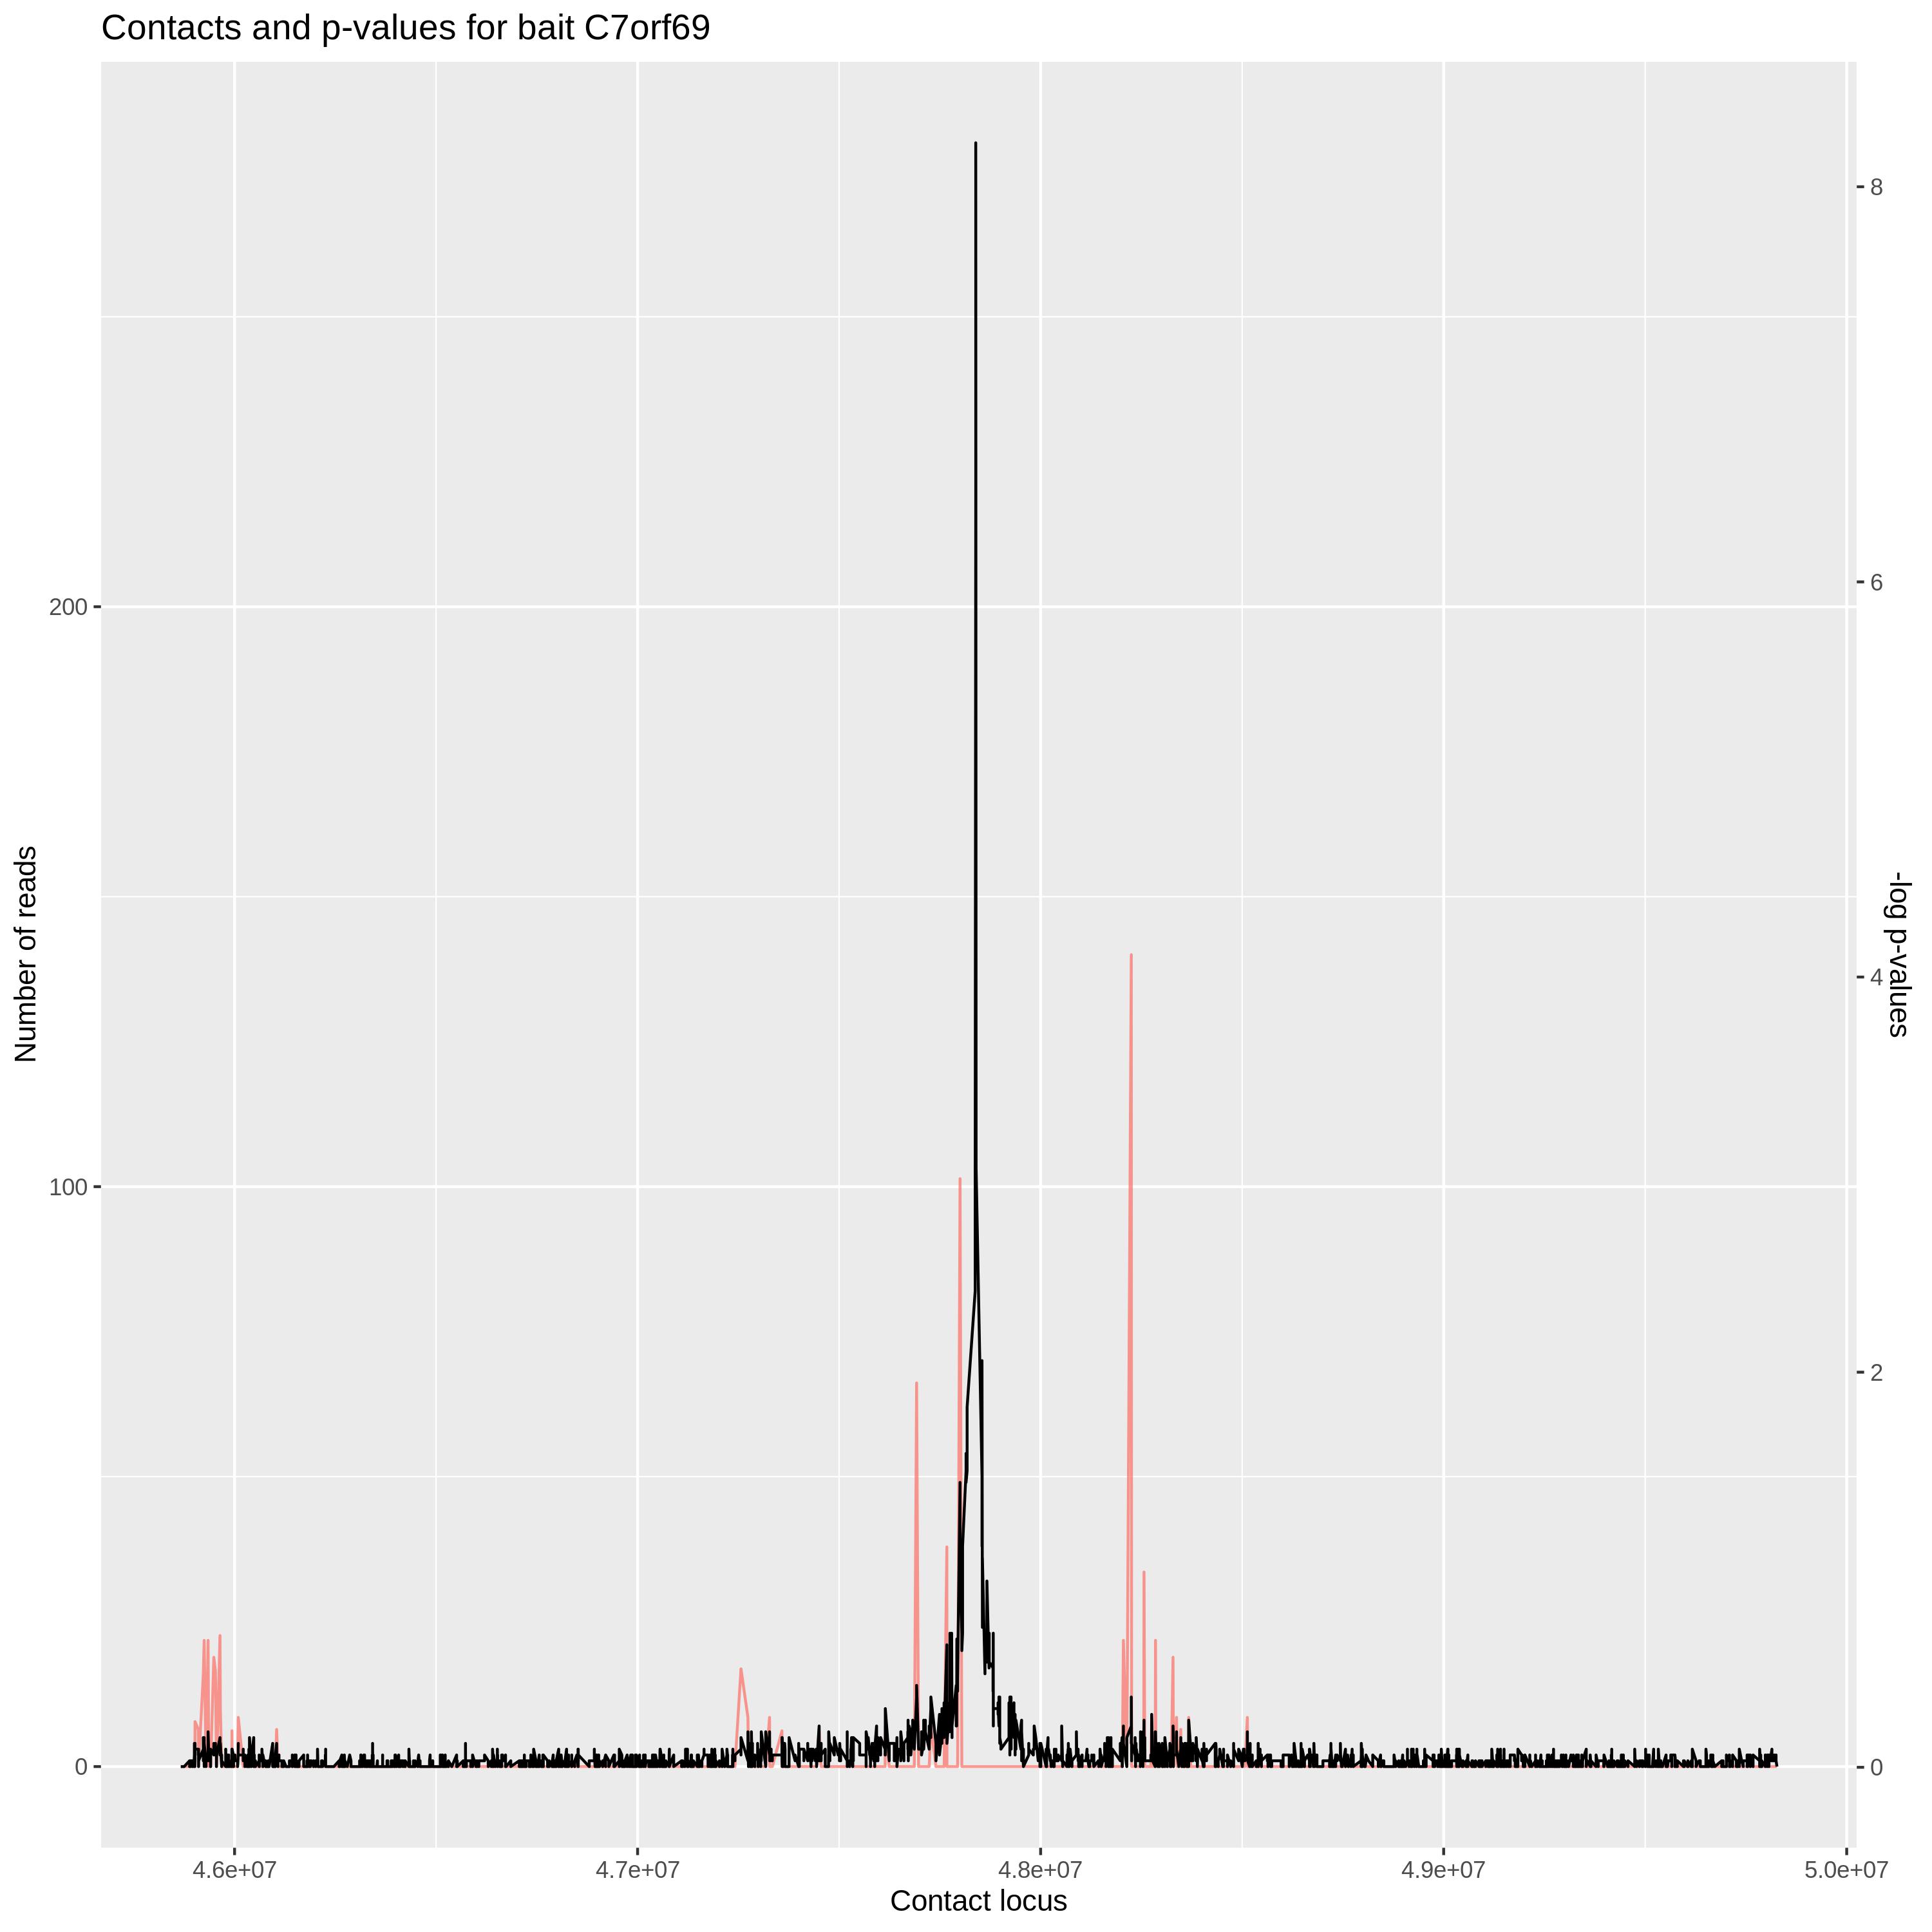 Contacts and p-values for bait C7orf69
Number of reads
200
100
0
8
6
4
2
0
-log p-values
4.6e+07
4.7e+07
4.8e+07
4.9e+07
5.0e+07
Contact locus